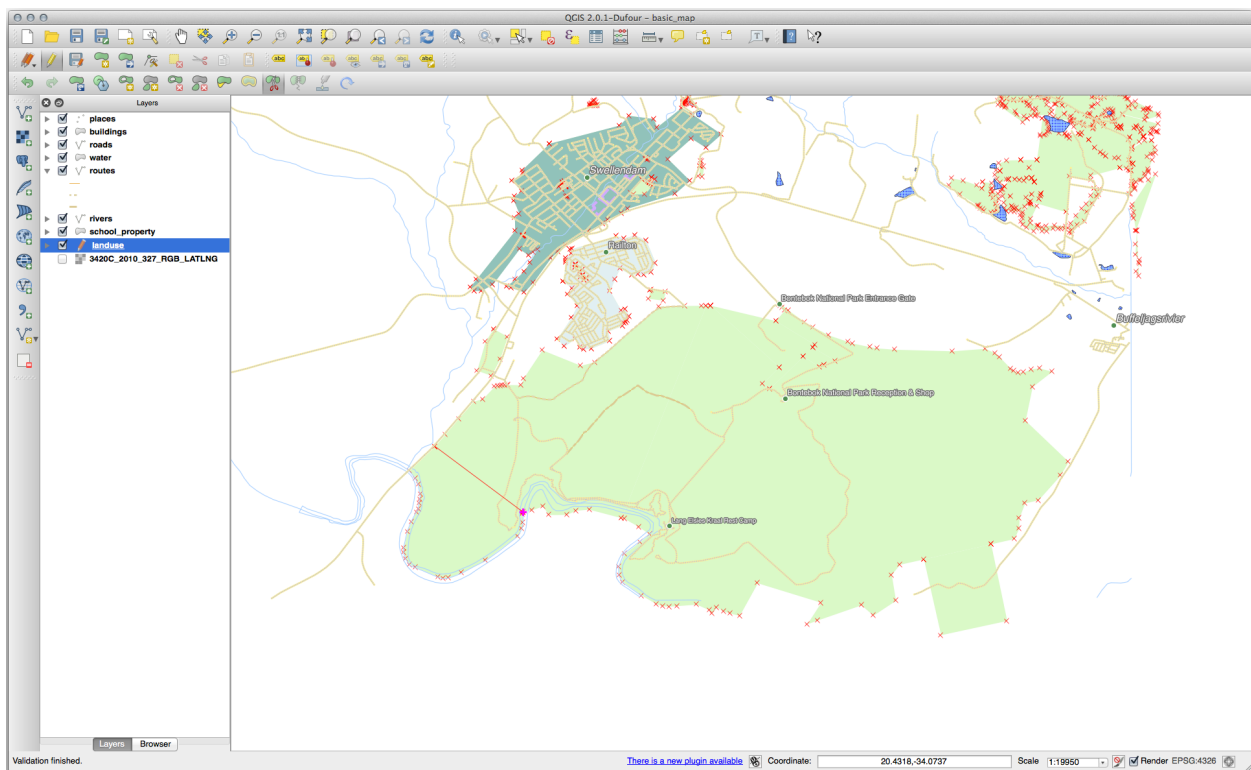 QGIS 2.0.1-Dufour - basic_map
Layers
places
buildings
roads
water
routes
rivers
school_property
landuse
3420C_2010_327_RGB_LATLNG
Swellendam
Railton
Bontebok National Park Entrance Gate
Buffeljagsrivier
Bontebok National Park Reception & Shop
Lang Elsies Kraal Rest Camp
Layers Browser
Validation finished. There is a new plugin available Coordinate: 20.4318,-34.0737 Scale 1:19950 Render EPSG:4326